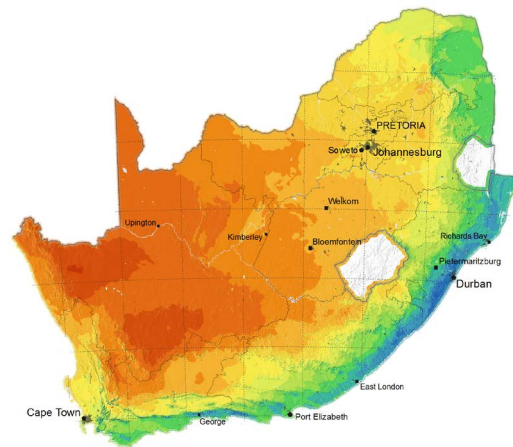 PRETORIA
Soweto
Johannesburg
Welkom
Upington
Kimberley
Bloemfontein
Richards Bay
Pietermaritzburg
Durban
East London
Cape Town
George
Port Elizabeth